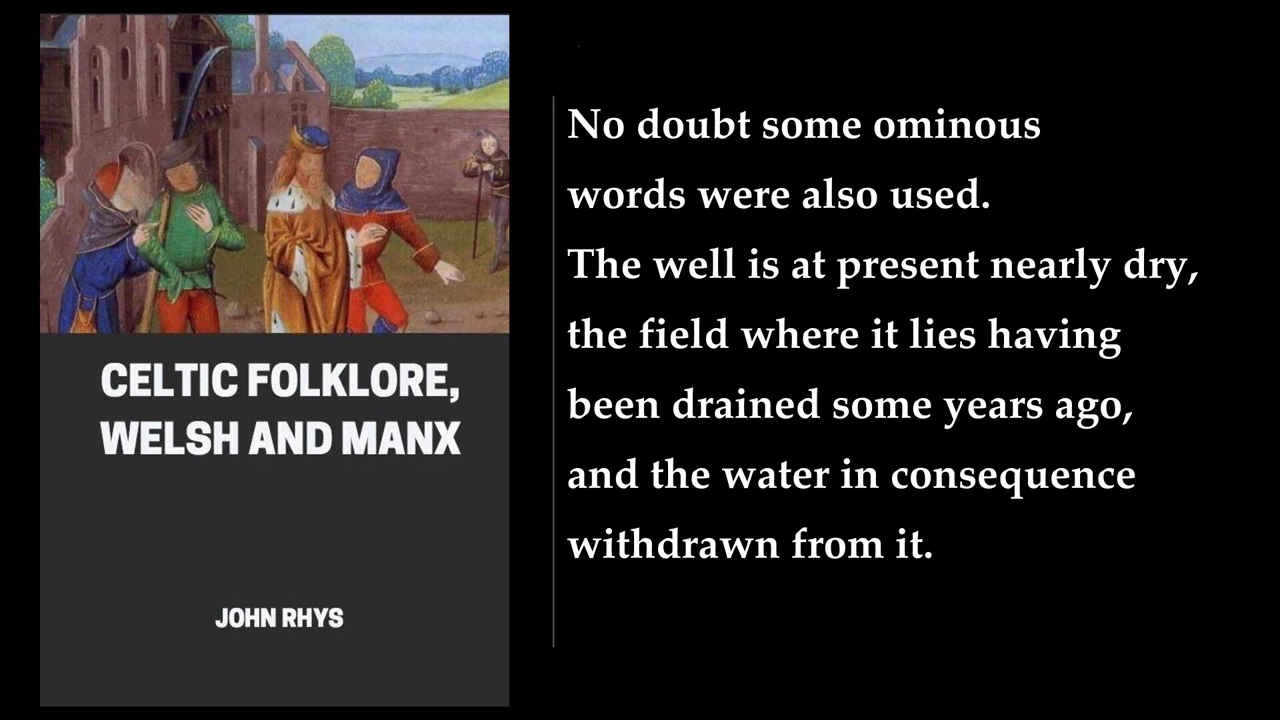 CELTIC FOLKLORE,
WELSH AND MANX
JOHN RHYS
No doubt some ominous
words were also used.
The well is at present nearly dry,
the field where it lies having
been drained some years ago,
and the water in consequence
withdrawn from it.